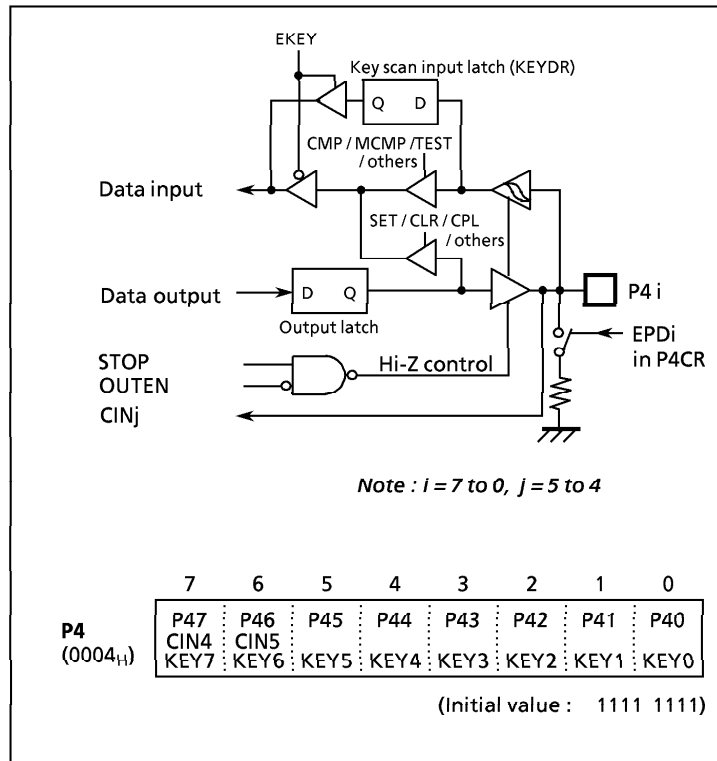 EKEY
Key scan input latch (KEYDR)
Q D
CMP / MCMP /TEST
/ others
Data input
SET / CLR / CPL
/ others
Data output
D Q
P4 i
Output latch
EPDi
in P4CR
STOP
OUTEN
Hi-Z control
CINj
Note : i = 7 to 0, j = 5 to 4
7 6 5 4 3 2 1 0
P4
(0004H)
P47 P46 P45 P44 P43 P42 P41 P40
CIN4 CIN5
KEY7 KEY6 KEY5 KEY4 KEY3 KEY2 KEY1 KEY0
(Initial value : 1111 1111)